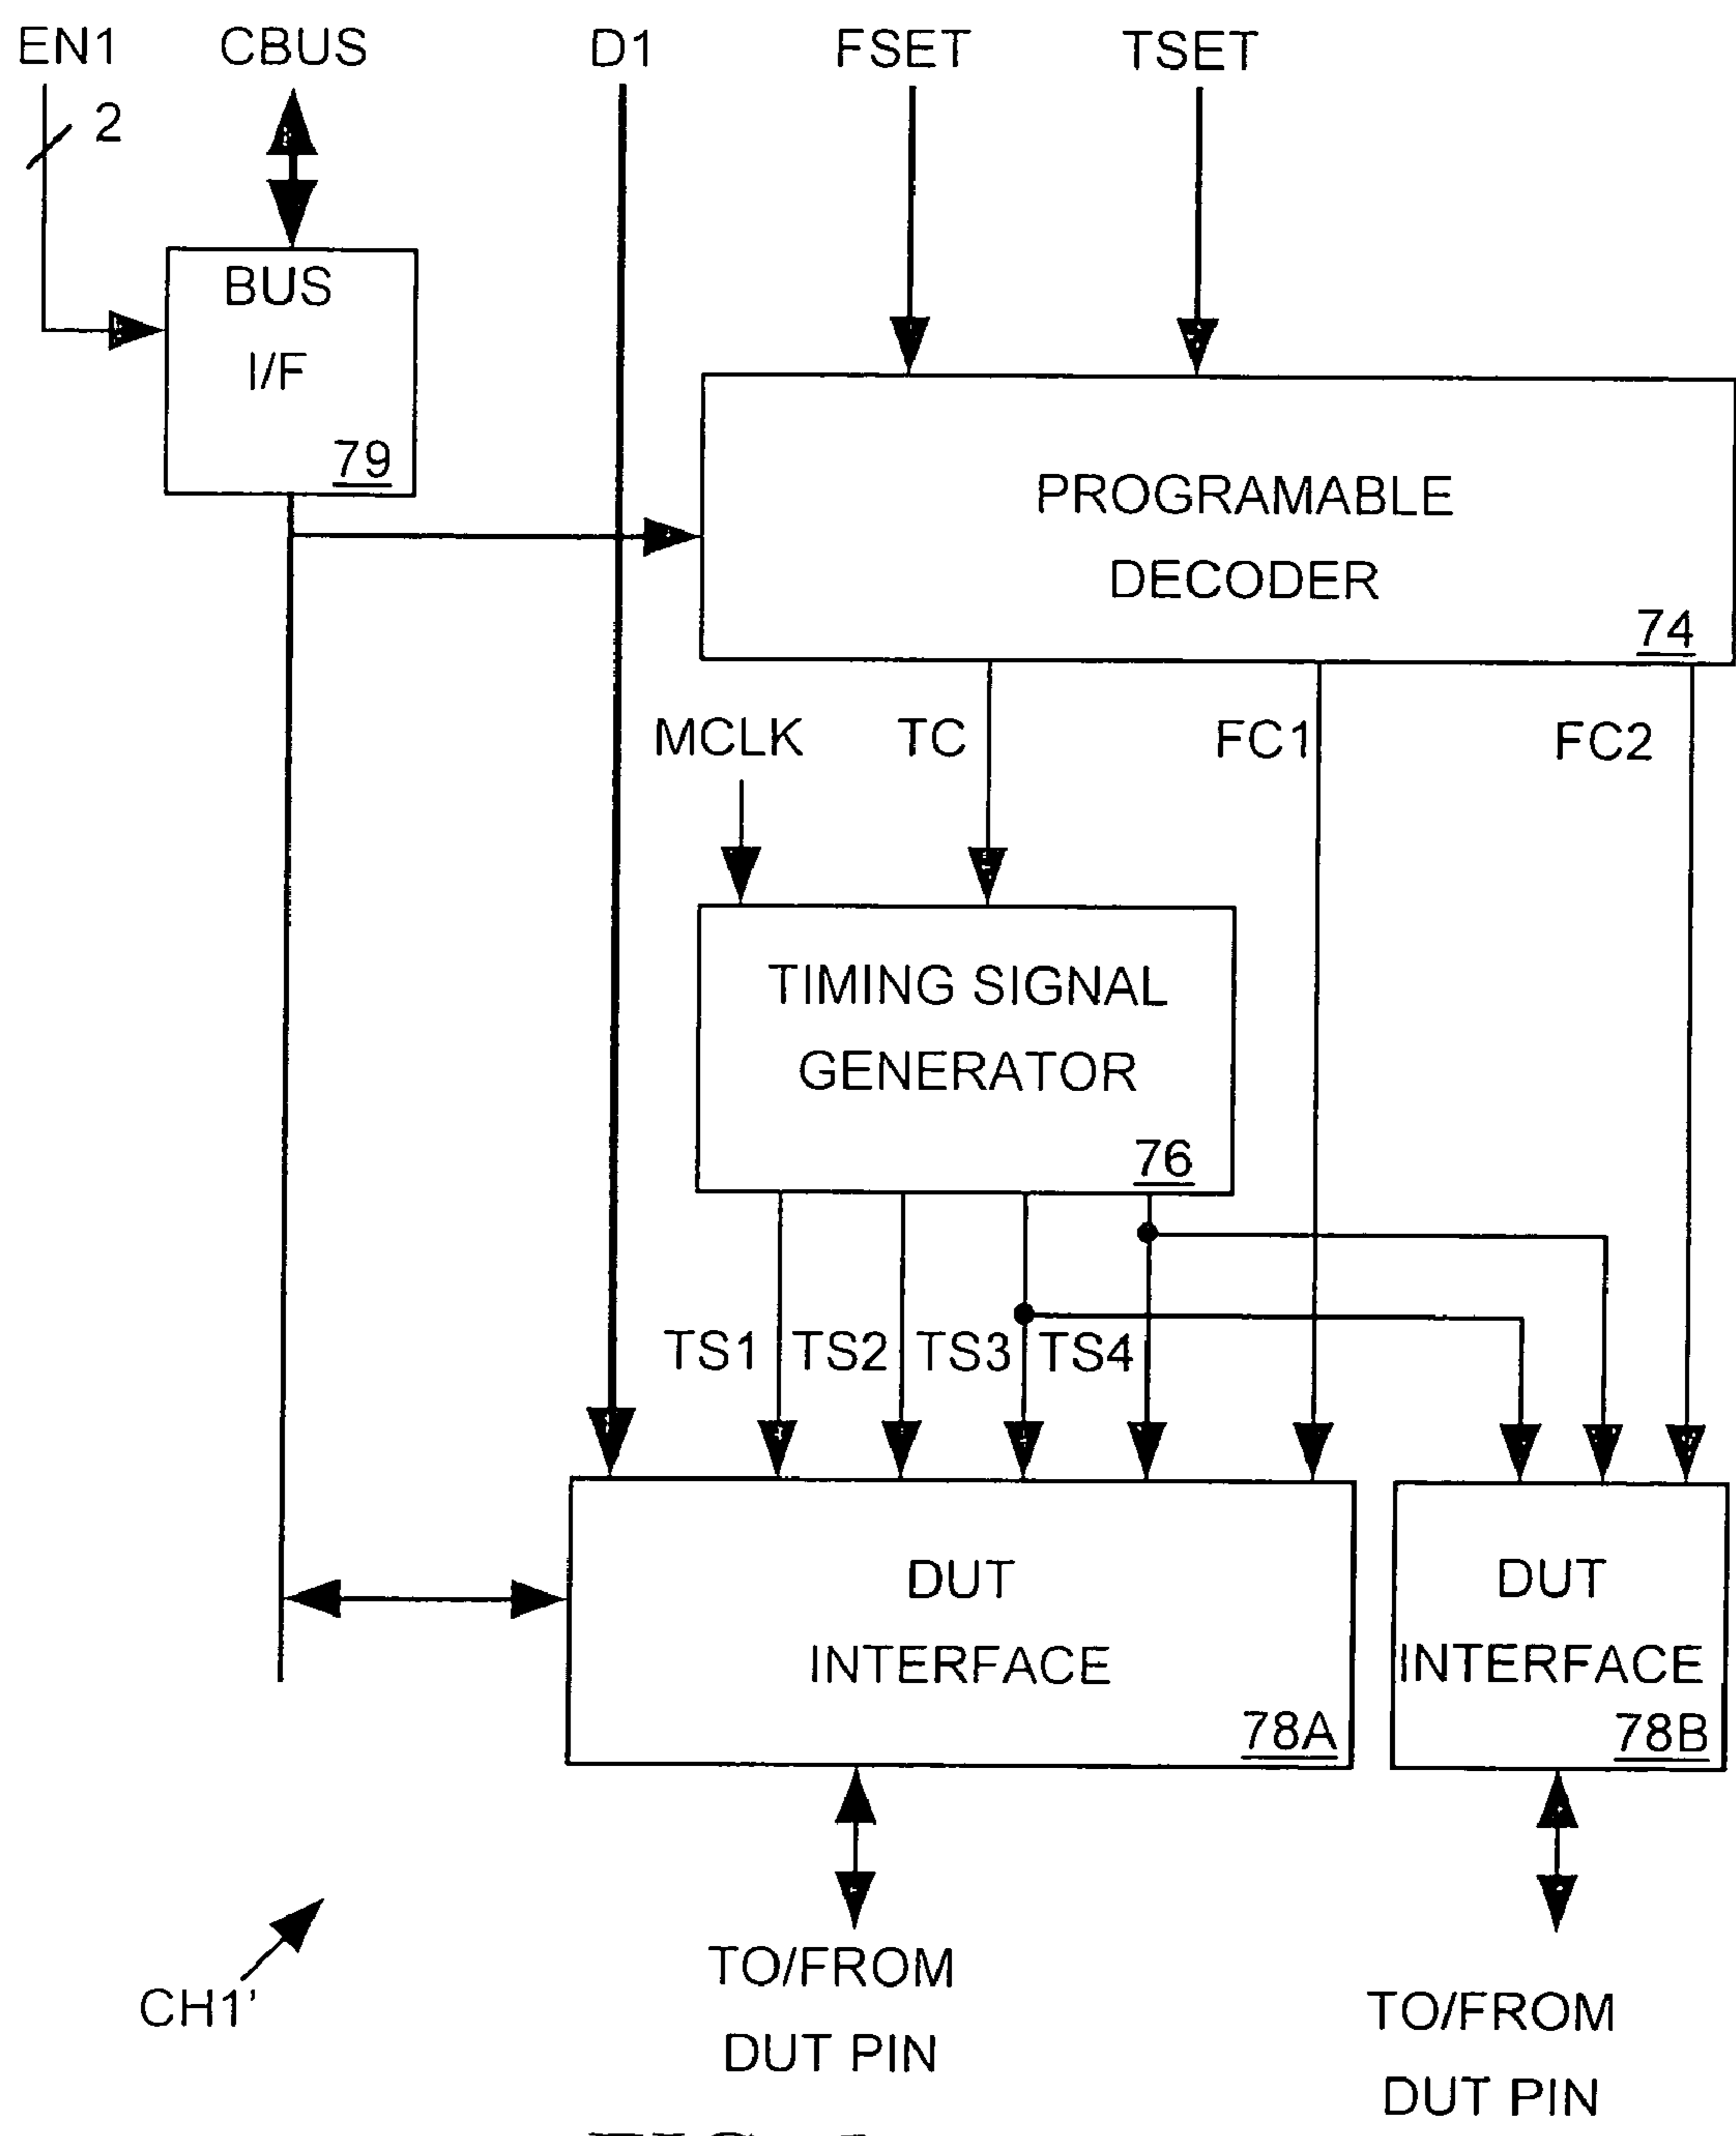 EN1 CBUS D1 FSET TSET
2
BUS
I/F
79
PROGRAMABLE
DECODER
74
MCLK TC FC1 FC2
TIMING SIGNAL
GENERATOR
76
TS1 TS2 TS3 TS4
DUT
INTERFACE
78A
DUT
INTERFACE
78B
CH1'
TO/FROM
DUT PIN
TO/FROM
DUT PIN